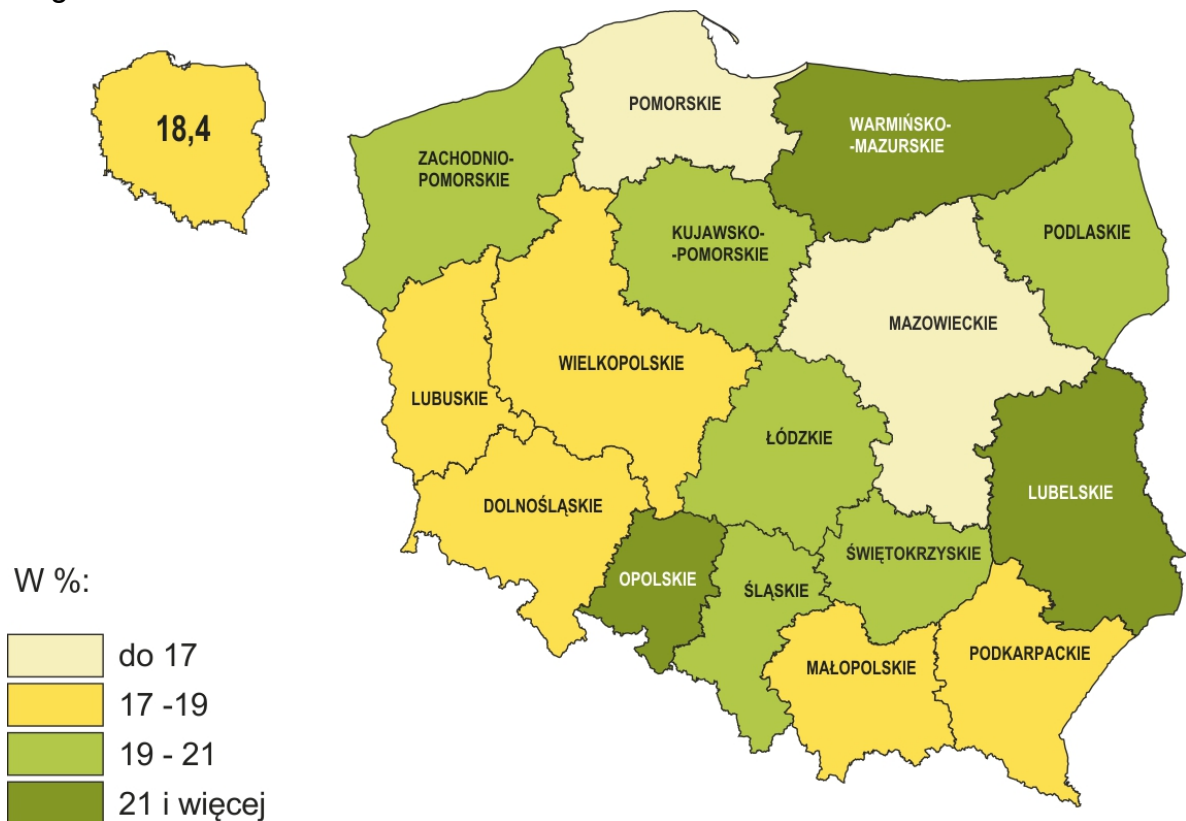 POMORSKIE
WARMIŃSKO-
-MAZURSKIE
18,4
ZACHODNIO-
POMORSKIE
KUJAWSKO-
-POMORSKIE
PODLASKIE
MAZOWIECKIE
WIELKOPOLSKIE
LUBUSKIE
ŁÓDZKIE
LUBELSKIE
DOLNOŚLĄSKIE
ŚWIĘTOKRZYSKIE
OPOLSKIE
ŚLĄSKIE
PODKARPACKIE
MAŁOPOLSKIE
W %:
do 17
17 -19
19 - 21
21 i więcej